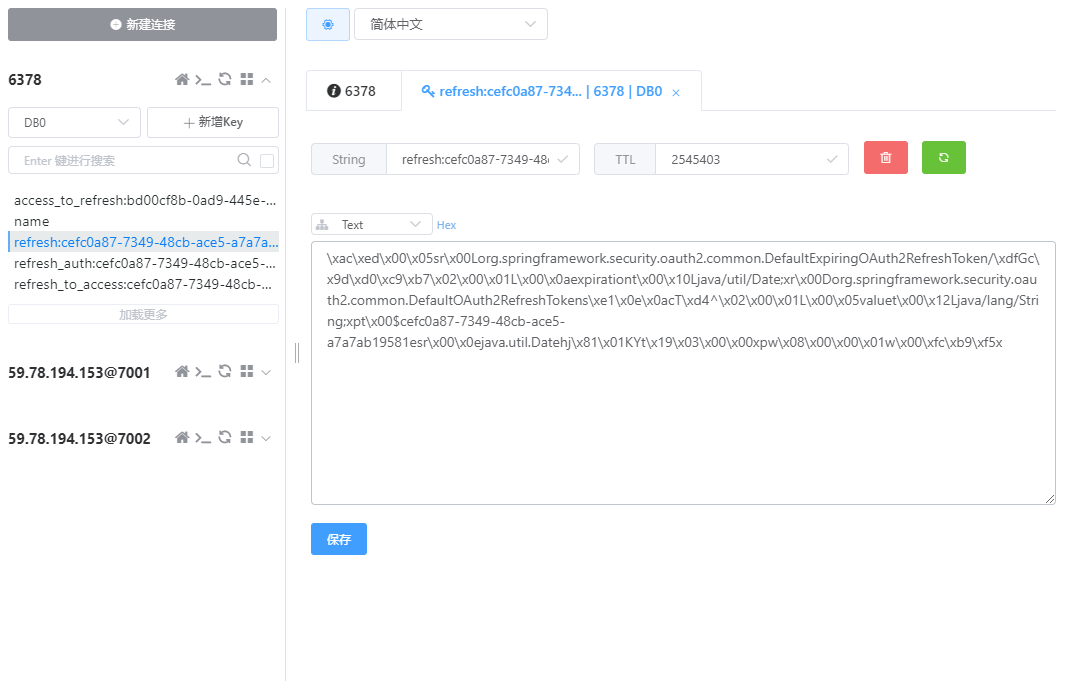 新建连接
简体中文
6378
DB0
新增Key
Enter 键进行搜索
access_to_refresh:bd00cf8b-0ad9-445e-...
name
refresh:cefc0a87-7349-48cb-ace5-a7a7a...
refresh_auth:cefc0a87-7349-48cb-ace5-...
refresh_to_access:cefc0a87-7349-48cb-...
加载更多
59.78.194.153@7001
59.78.194.153@7002
6378
refresh:cefc0a87-734... | 6378 | DB0
String
refresh:cefc0a87-7349-48
TTL
2545403
Text
Hex
\xac\xed\x00\x05sr\x00Lorg.springframework.security.oauth2.common.DefaultExpiringOAuth2RefreshToken/\xdfGc\
x9d\xd0\xc9\xb7\x02\x00\x01L\x00\x0aexpirationt\x00\x10Ljava/util/Date;xr\x00Dorg.springframework.security.oau
th2.common.DefaultOAuth2RefreshTokens\xe1\x0e\x0acT\xd4^\x02\x00\x01L\x00\x05valuet\x00\x12Ljava/lang/Stri
ng;xpt\x00$cefc0a87-7349-48cb-ace5-
a7a7ab19581esr\x00\x0ejava.util.Datehj\x81\x01KYt\x19\x03\x00\x00xpw\x08\x00\x00\x01w\x00\xfc\xb9\xf5x
保存